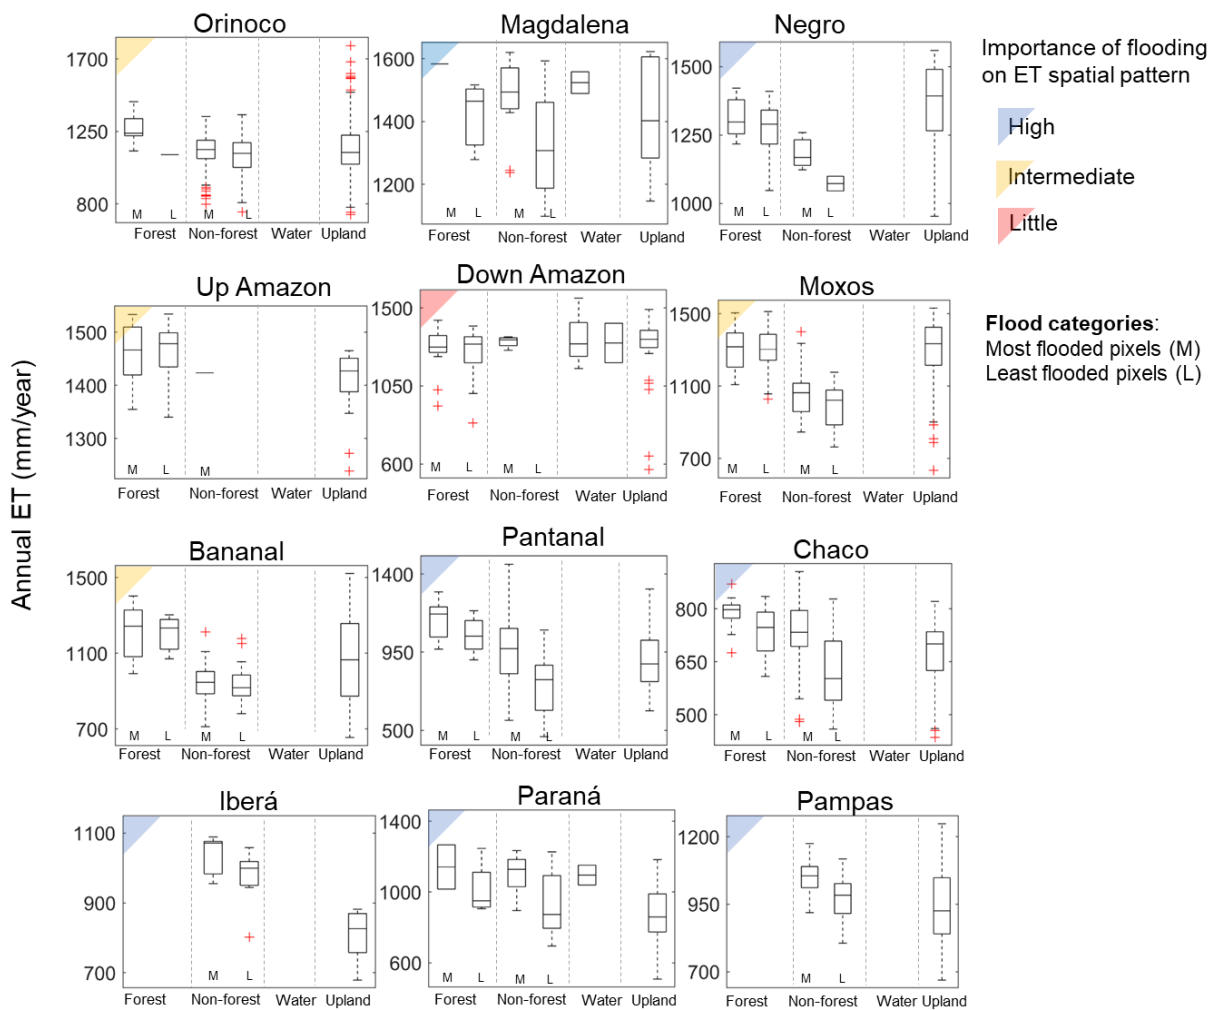 Orinoco
Magdalena
Negro
Importance of flooding
on ET spatial pattern
High
Intermediate
Little
1700
1250
800
M L M L
Forest Non-forest Water Upland
1600
1400
1200
M L M L
Forest Non-forest Water Upland
1500
1250
1000
M L M L
Forest Non-forest Water Upland
Up Amazon
Down Amazon
Moxos
Flood categories:
Most flooded pixels (M)
Least flooded pixels (L)
Annual ET (mm/year)
1500
1400
1300
M L M
Forest Non-forest Water Upland
1500
1050
600
M L M L
Forest Non-forest Water Upland
1500
1100
700
M L M L
Forest Non-forest Water Upland
Bananal
Pantanal
Chaco
1500
1100
700
M L M L
Forest Non-forest Water Upland
1400
950
500
M L M L
Forest Non-forest Water Upland
800
650
500
M L M L
Forest Non-forest Water Upland
Iberá
Paraná
Pampas
1100
900
700
M L
Forest Non-forest Water Upland
1400
1000
600
M L M L
Forest Non-forest Water Upland
1200
950
700
M L
Forest Non-forest Water Upland